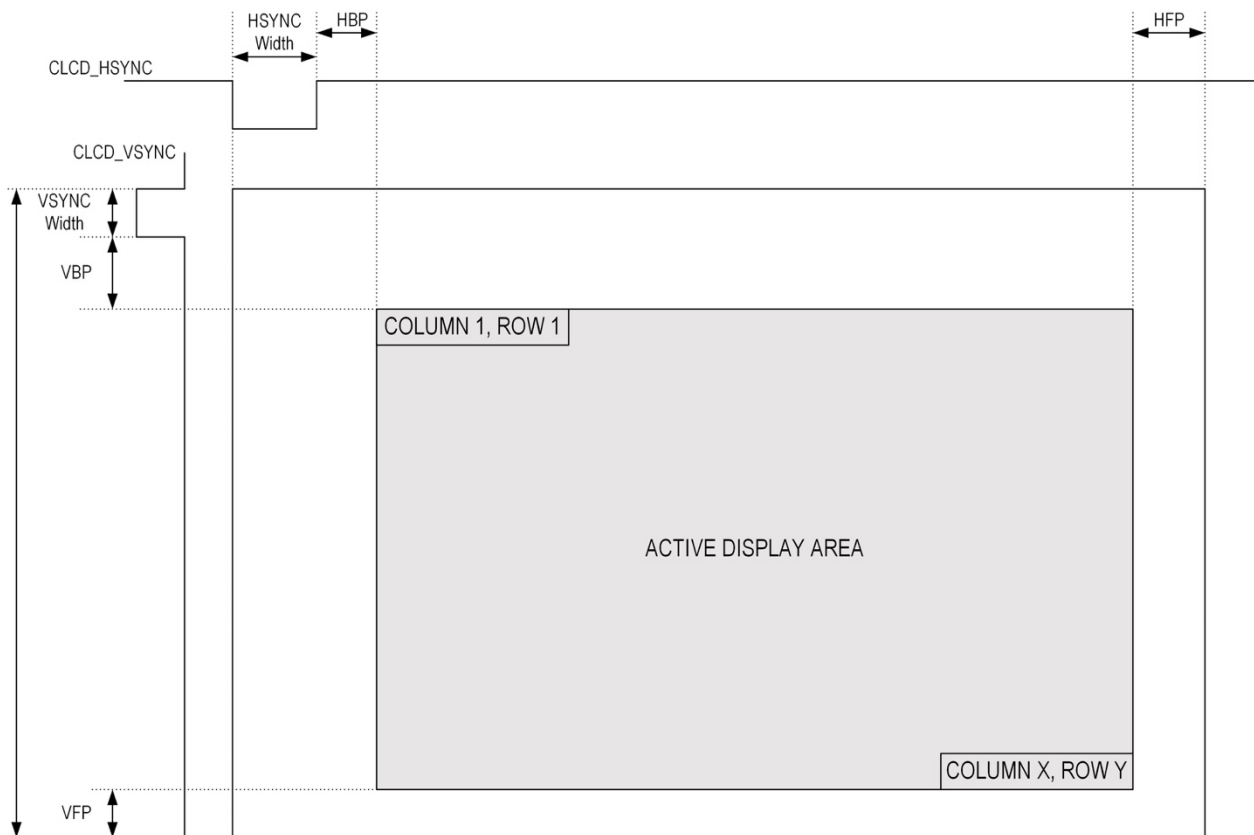 HSYNC
Width
HBP
HFP
CLCD_HSYNC
CLCD_VSYNC
VSYNC
Width
VBP
COLUMN 1, ROW 1
ACTIVE DISPLAY AREA
COLUMN X, ROW Y
VFP